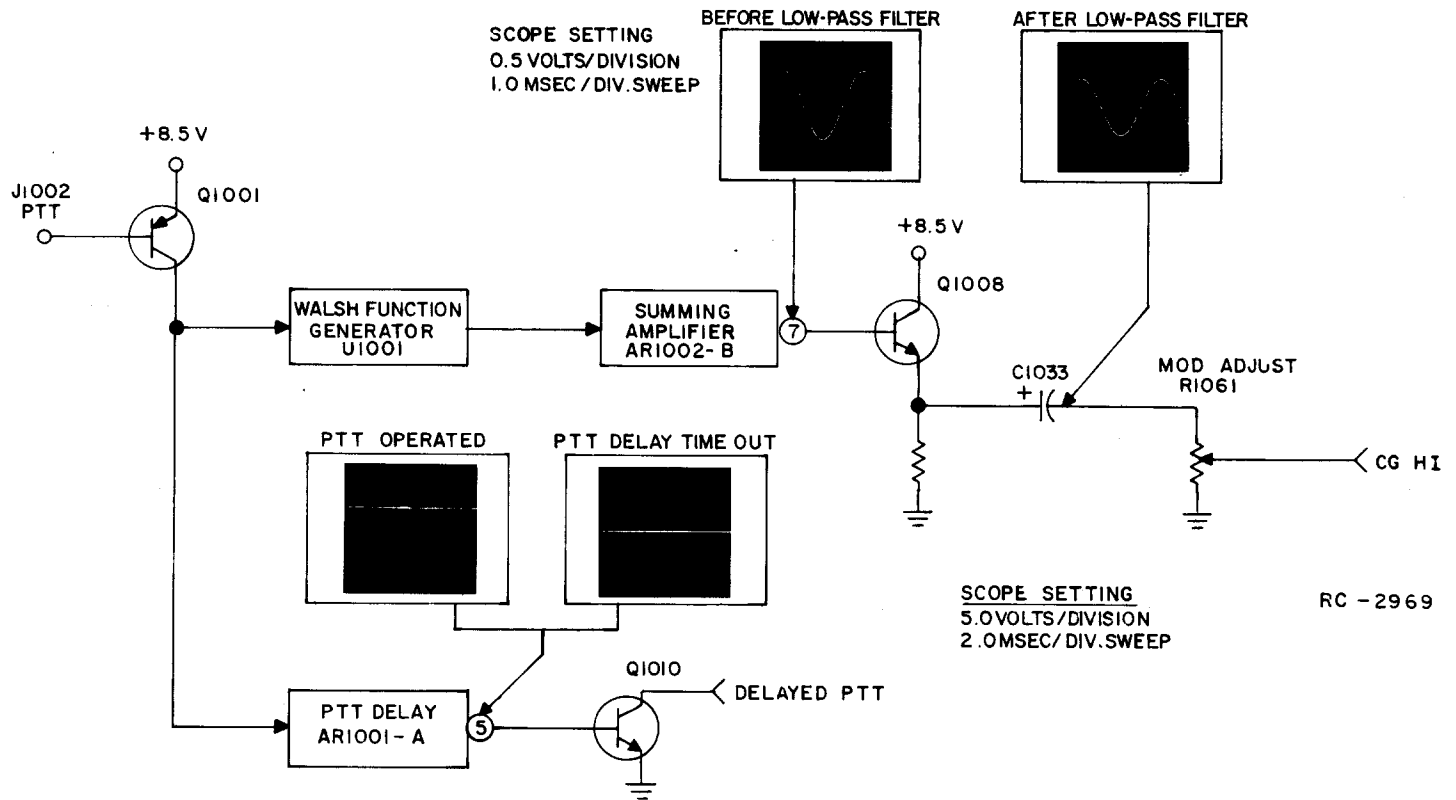 BEFORE LOW-PASS FILTER
AFTER LOW-PASS FILTER
SCOPE SETTING
0.5 VOLTS/DIVISION
1.0 MSEC/DIV.SWEEP
+8.5 V
J1002
PTT
Q1001
+8.5 V
Q1008
WALSH FUNCTION
GENERATOR
U1001
SUMMING
AMPLIFIER
AR1002-B
7
C1033
+
MOD ADJUST
R1061
CG HI
PTT OPERATED
PTT DELAY TIME OUT
SCOPE SETTING
5.0 VOLTS/DIVISION
2.0 MSEC/DIV.SWEEP
RC-2969
Q1010
DELAYED PTT
PTT DELAY
AR1001-A
5